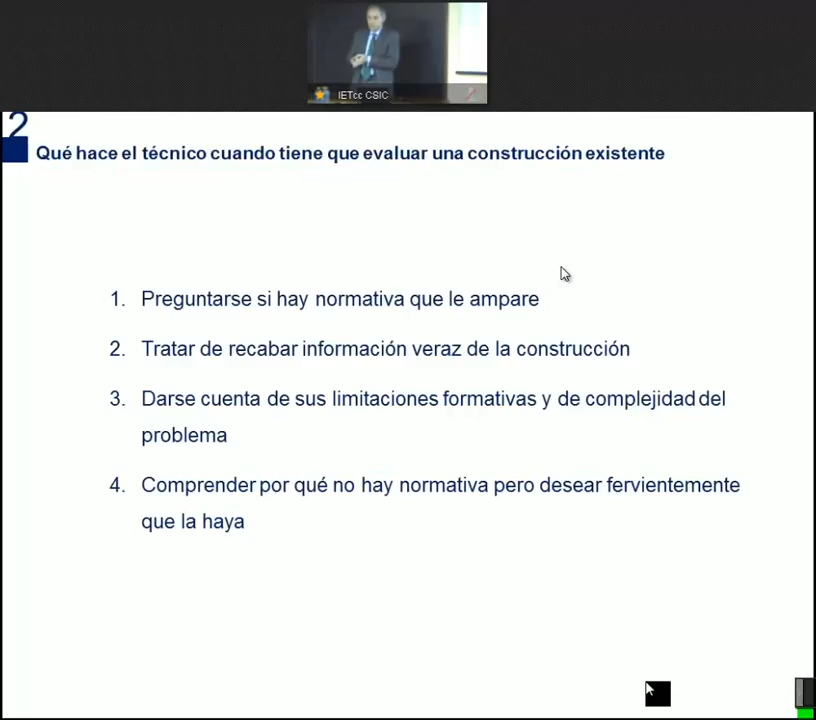 IETcc CSIC
2
Qué hace el técnico cuando tiene que evaluar una construcción existente
1. Preguntarse si hay normativa que le ampare
2. Tratar de recabar información veraz de la construcción
3. Darse cuenta de sus limitaciones formativas y de complejidad del
problema
4. Comprender por qué no hay normativa pero desear fervientemente
que la haya